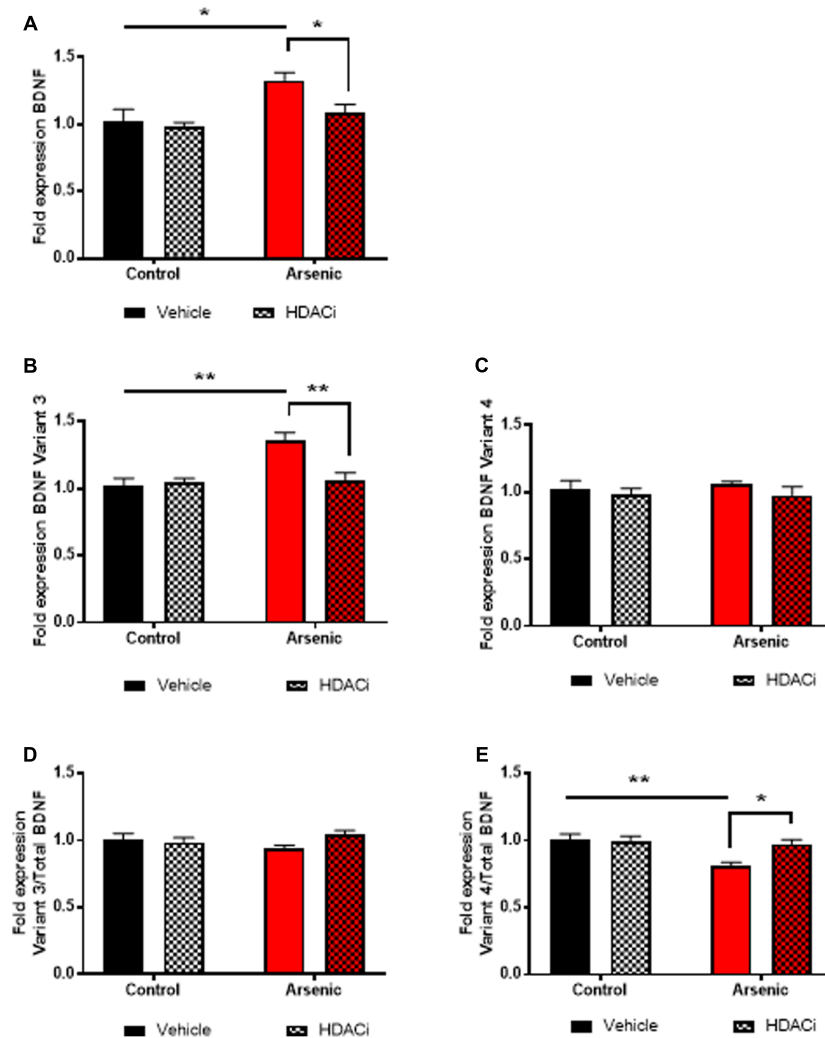 A
*
*
Fold expression BDNF
1.5
1.0
0.5
0.0
Control
Arsenic
Vehicle
HDACi
B
**
**
Fold expression BDNF Variant 3
1.5
1.0
0.5
0.0
Control
Arsenic
Vehicle
HDACi
C
Fold expression BDNF Variant 4
1.5
1.0
0.5
0.0
Control
Arsenic
Vehicle
HDACi
D
Fold expression
Variant 3/Total BDNF
1.5
1.0
0.5
0.0
Control
Arsenic
Vehicle
HDACi
E
**
*
Fold expression
Variant 4/Total BDNF
1.5
1.0
0.5
0.0
Control
Arsenic
Vehicle
HDACi